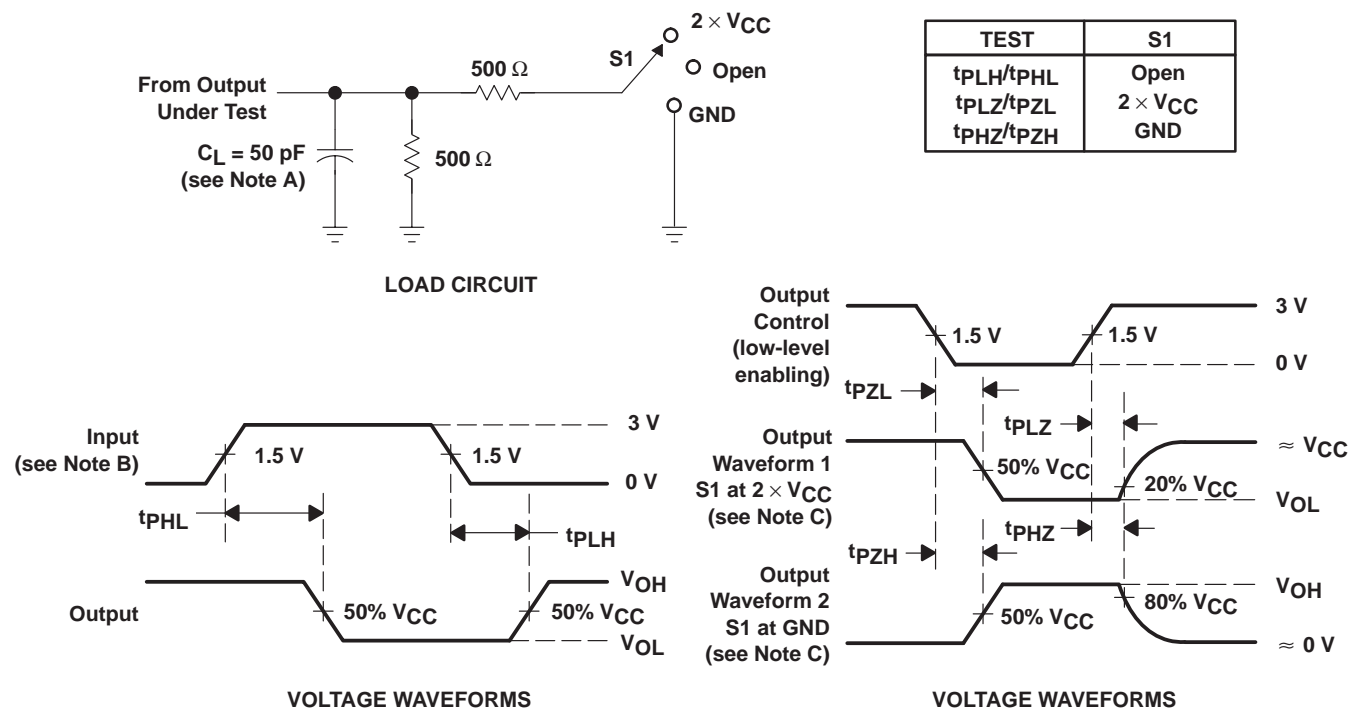 2 × VCC
S1
Open
GND
500 Ω
From Output
Under Test
CL = 50 pF
(see Note A)
500 Ω
LOAD CIRCUIT
TEST S1
tPLH/tPHL Open
tPLZ/tPZL 2 × VCC
tPHZ/tPZH GND
Input
(see Note B)
1.5 V
1.5 V
3 V
0 V
tPHL
tPLH
Output
50% VCC
50% VCC
VOH
VOL
VOLTAGE WAVEFORMS
Output
Control
(low-level
enabling)
1.5 V
1.5 V
3 V
0 V
tPZL
tPLZ
Output
Waveform 1
S1 at 2 × VCC
(see Note C)
50% VCC
20% VCC
≈ VCC
VOL
tPZH
tPHZ
Output
Waveform 2
S1 at GND
(see Note C)
50% VCC
80% VCC
VOH
≈ 0 V
VOLTAGE WAVEFORMS